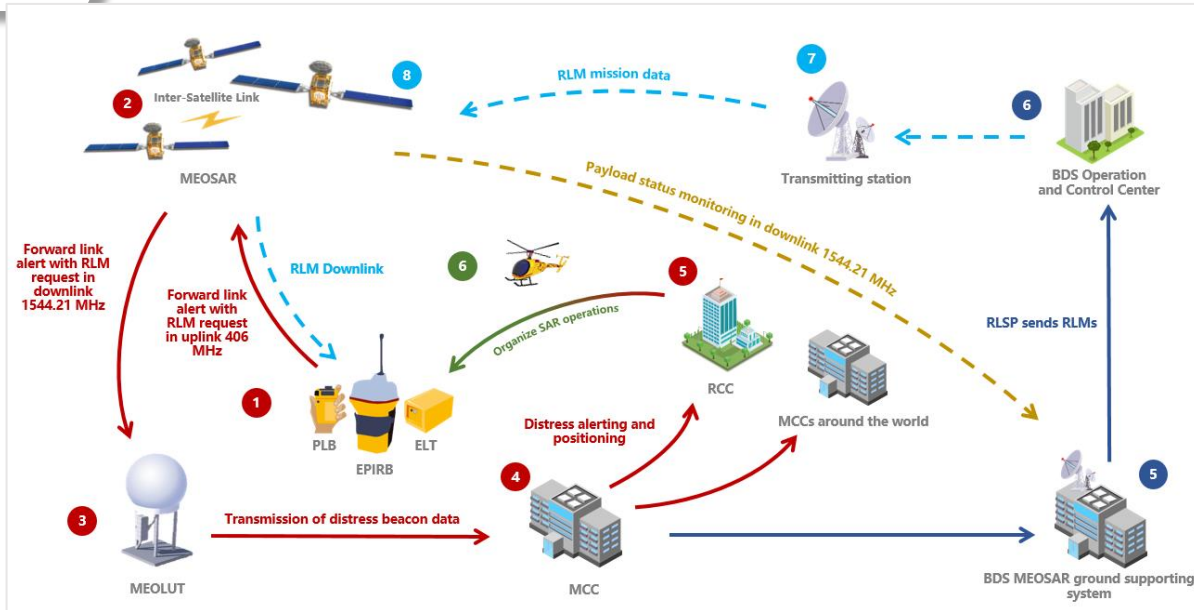 2
Inter-Satellite Link
MEOSAR
8
RLM mission data
7
Transmitting station
6
BDS Operation
and Control Center
Forward link
alert with RLM
request in
downlink
1544.21 MHz
RLM Downlink
Forward link
alert with
RLM request
in uplink 406
MHz
Payload status monitoring in downlink 1544.21MHz
6
Organize SAR operations
5
RCC
MCCs around the world
RLSP sends RLMs
1
PLB
EPIRB
ELT
Distress alerting and
positioning
3
MEOLUT
Transmission of distress beacon data
4
MCC
5
BDS MEOSAR ground supporting
system